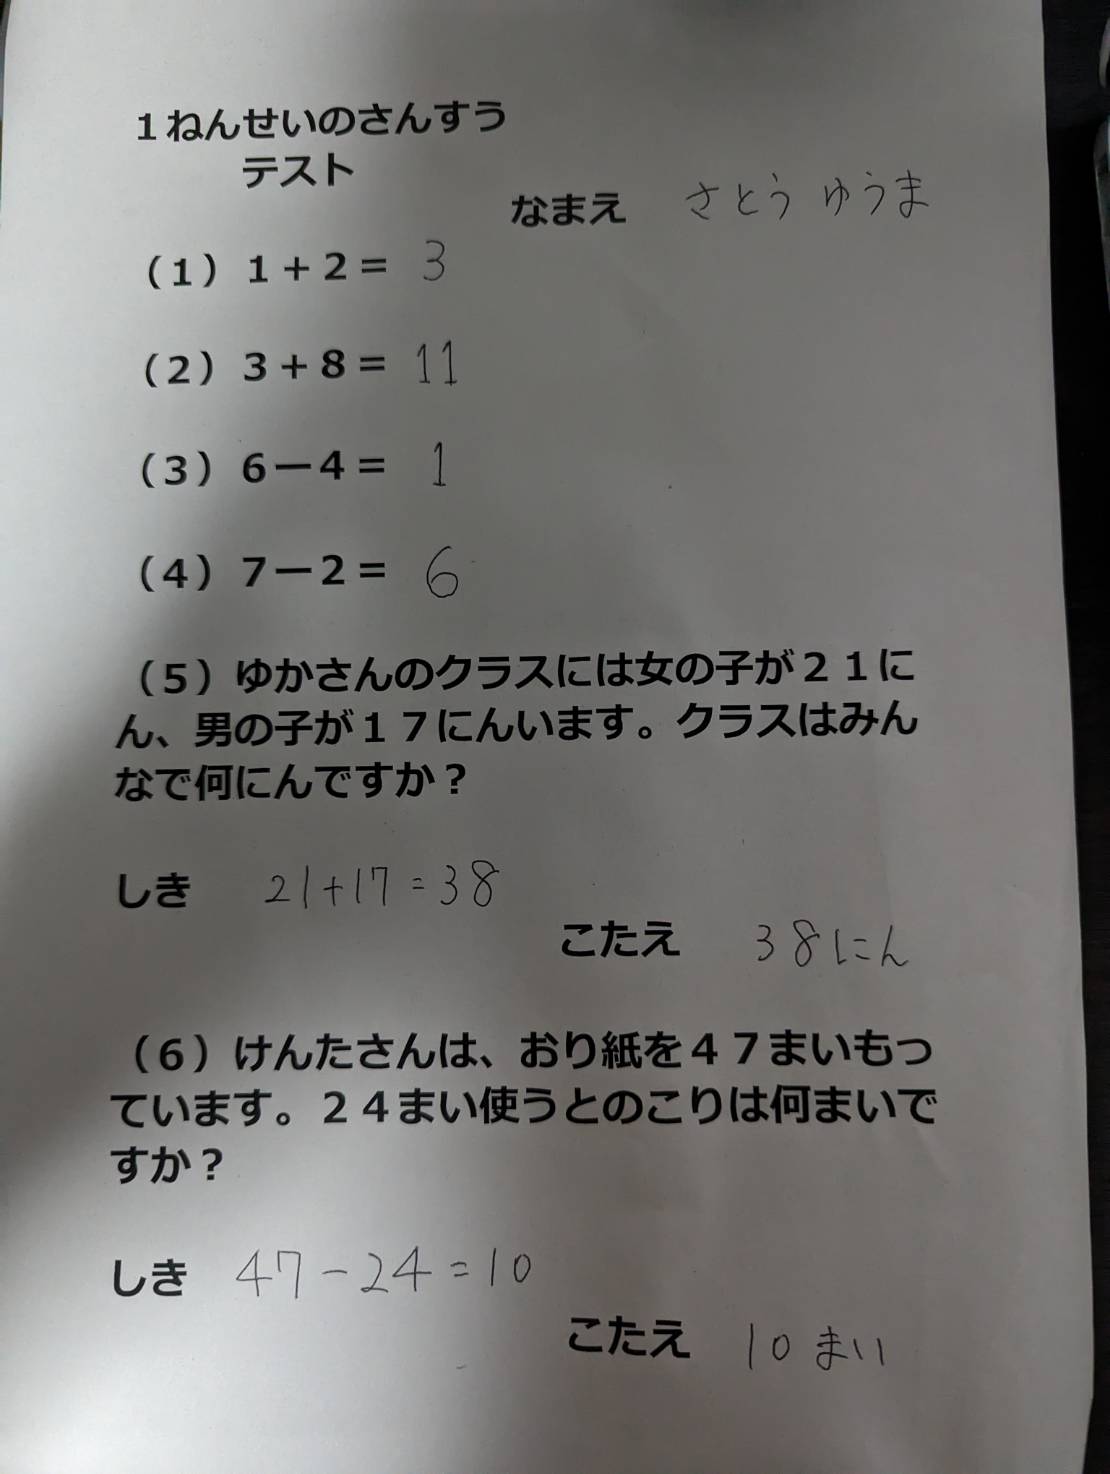 １ねんせいのさんすう
テスト
なまえ さとう ゆうま
（１）１＋２＝ 3
（２）３＋８＝ 11
（３）６－４＝ 1
（４）７－２＝ 6
（５）ゆかさんのクラスには女の子が２１に
ん、男の子が１７にんいます。クラスはみん
なで何にんですか？
しき 21+17=38
こたえ 38にん
（６）けんたさんは、おり紙を４７まいもっ
ています。２４まい使うとのこりは何まいで
すか？
しき 47-24=10
こたえ 10まい